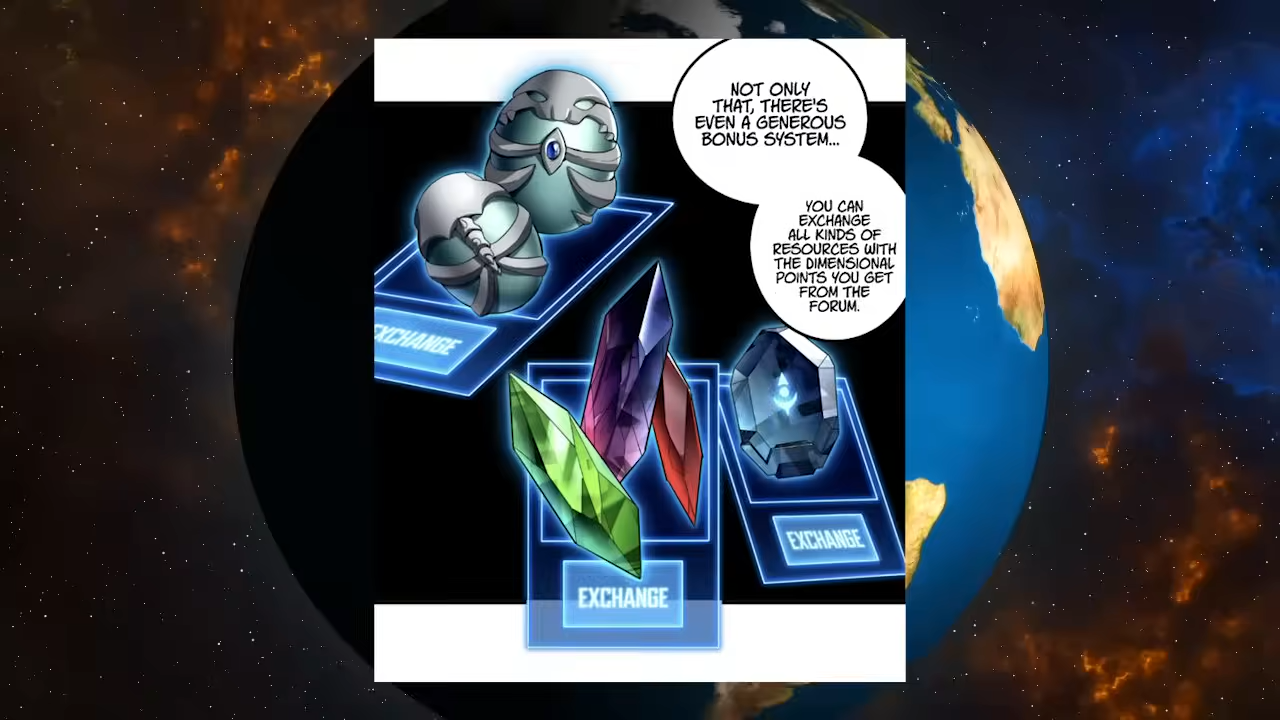 NOT ONLY
THAT, THERE'S
EVEN A GENEROUS
BONUS SYSTEM...
YOU CAN
EXCHANGE
ALL KINDS OF
RESOURCES WITH
THE DIMENSIONAL
POINTS YOU GET
FROM THE
FORUM.
EXCHANGE
EXCHANGE
EXCHANGE